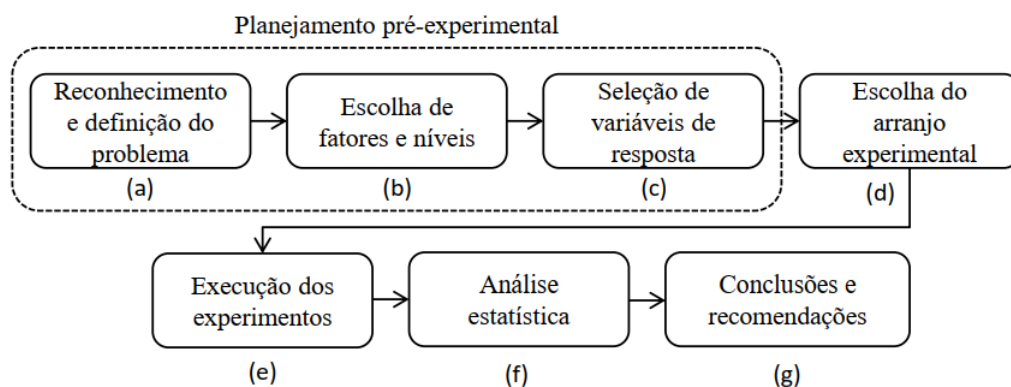 Planejamento pré-experimental
Reconhecimento
e definição do
problema
(a)
Escolha de
fatores e níveis
(b)
Seleção de
variáveis de
resposta
(c)
Escolha do
arranjo
experimental
(d)
Execução dos
experimentos
(e)
Análise
estatística
(f)
Conclusões e
recomendações
(g)